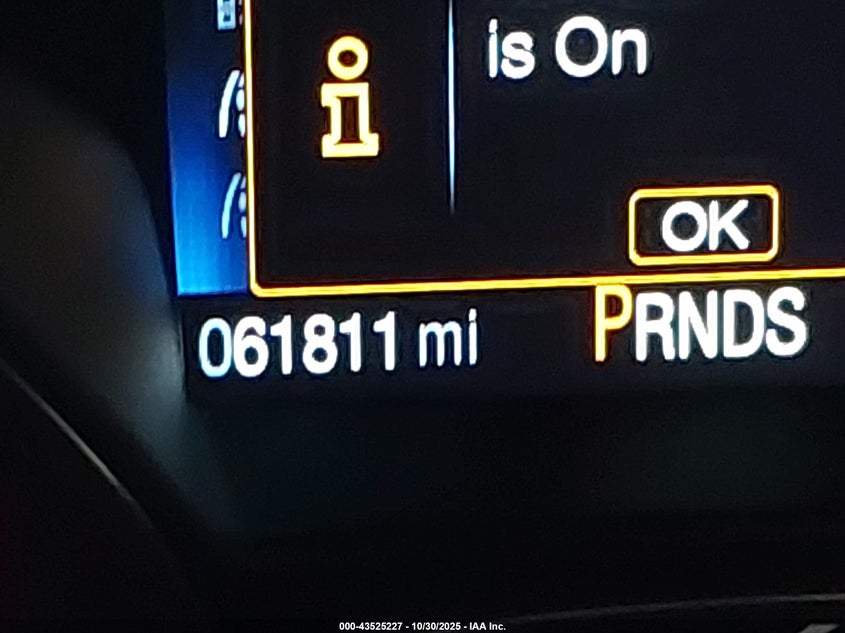 is On
OK
061811 mi
PRNDS
000-43525227 - 10/30/2025 - IAA Inc.